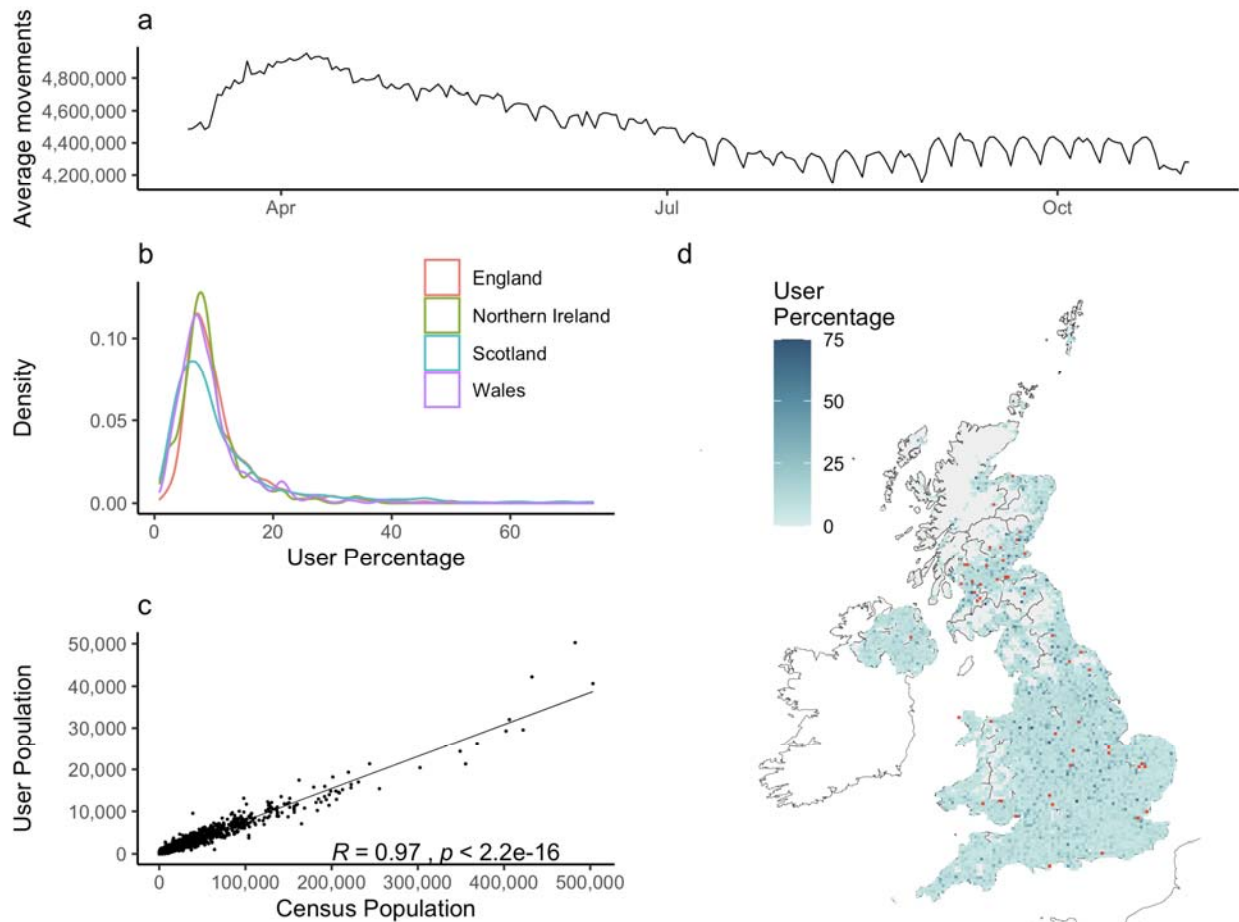 a
Average movements
4,800,000
4,600,000
4,400,000
4,200,000
Apr
Jul
Oct
b
Density
0.10
0.05
0.00
0
20
40
60
User Percentage
England
Northern Ireland
Scotland
Wales
c
User Population
50,000
40,000
30,000
20,000
10,000
0
R = 0.97 , p < 2.2e-16
0
100,000
200,000
300,000
400,000
500,000
Census Population
d
User
Percentage
75
50
25
0